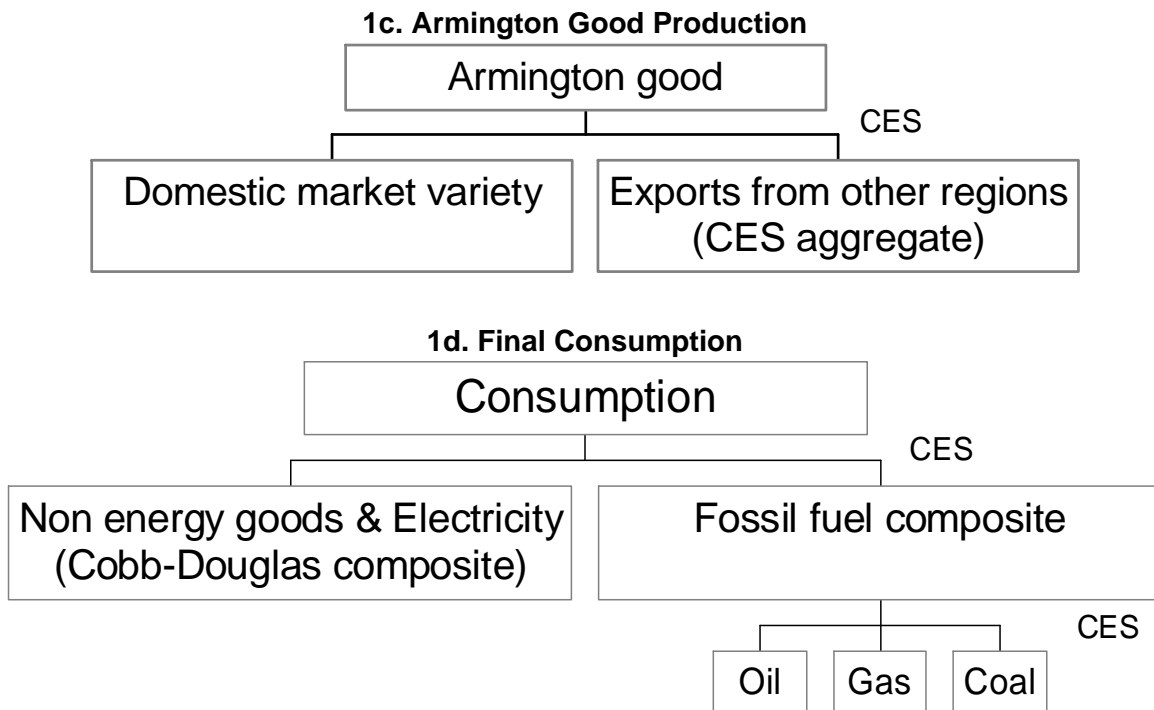 1c. Armington Good Production
Armington good
CES
Domestic market variety
Exports from other regions
(CES aggregate)
1d. Final Consumption
Consumption
CES
Non energy goods & Electricity
(Cobb-Douglas composite)
Fossil fuel composite
CES
Oil
Gas
Coal